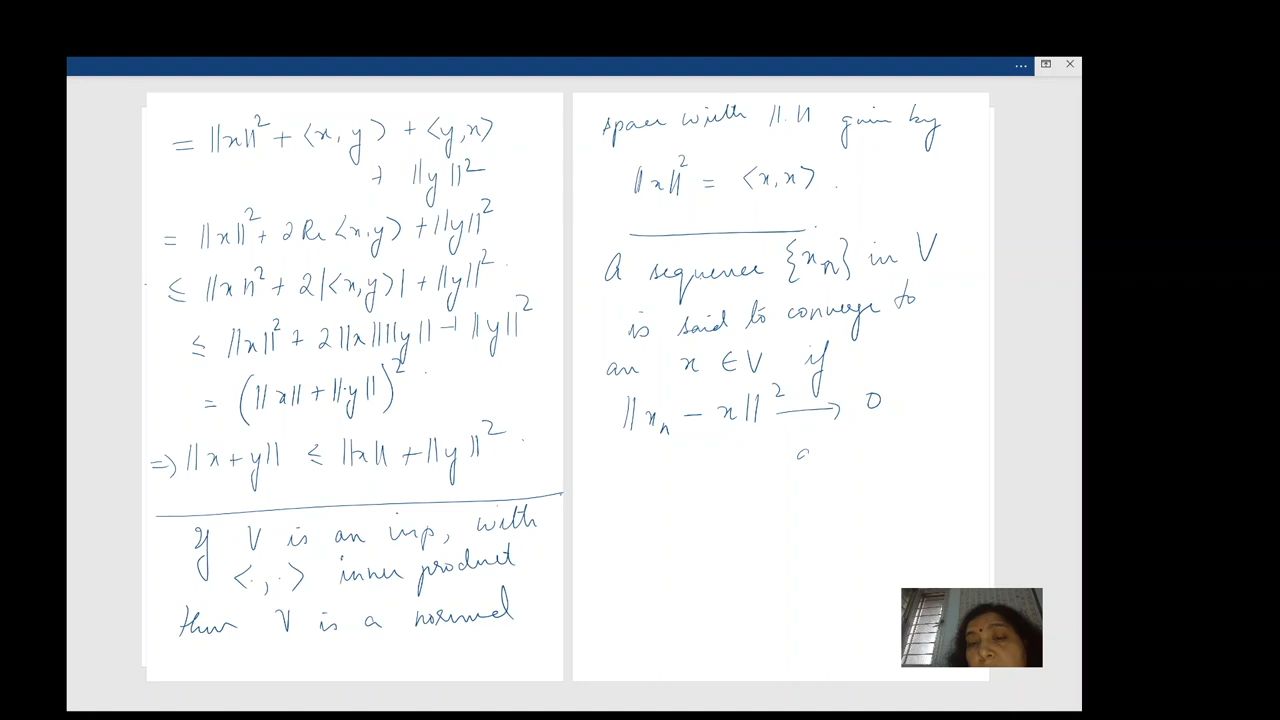 = ||x||² + <x, y> + <y, x>
+ ||y||²
= ||x||² + 2 Re <x, y> + ||y||²
≤ ||x||² + 2|<x, y>| + ||y||²
≤ ||x||² + 2||x|| ||y|| + ||y||²
= (||x|| + ||y||)².
=> ||x + y|| ≤ ||x|| + ||y||².
If V is an inp, with
<·, ·> inner product
then V is a normed
space with ||.|| given by
||x||² = <x, x>.
A sequence {xₙ} in V
is said to converge to
an x ∈ V if
||xₙ - x||² → 0
a